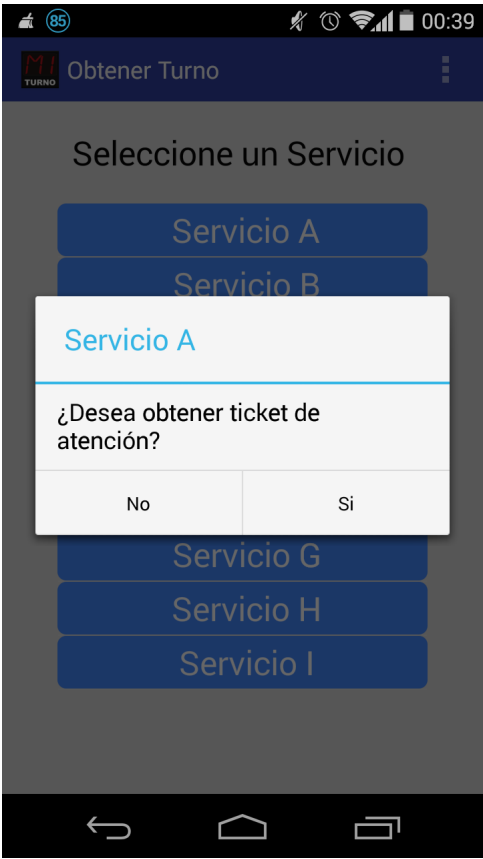 85
00:39
MI
TURNO
Obtener Turno
Seleccione un Servicio
Servicio A
Servicio B
Servicio A
¿Desea obtener ticket de
atención?
No
Si
Servicio G
Servicio H
Servicio I